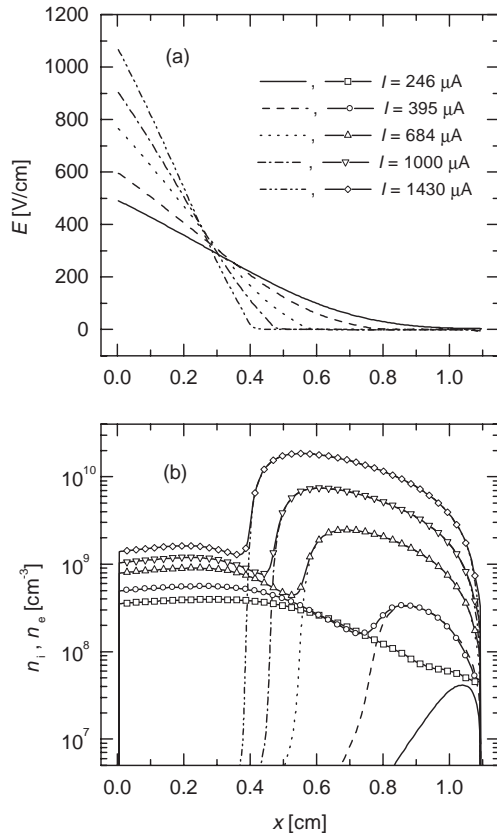 1200
1000
800
600
400
200
0
E [V/cm]
(a)
, I = 246 μA
, I = 395 μA
, I = 684 μA
, I = 1000 μA
, I = 1430 μA
0.0 0.2 0.4 0.6 0.8 1.0
(b)
10^10
10^9
10^8
10^7
n_i, n_e [cm^-3]
0.0 0.2 0.4 0.6 0.8 1.0
x [cm]